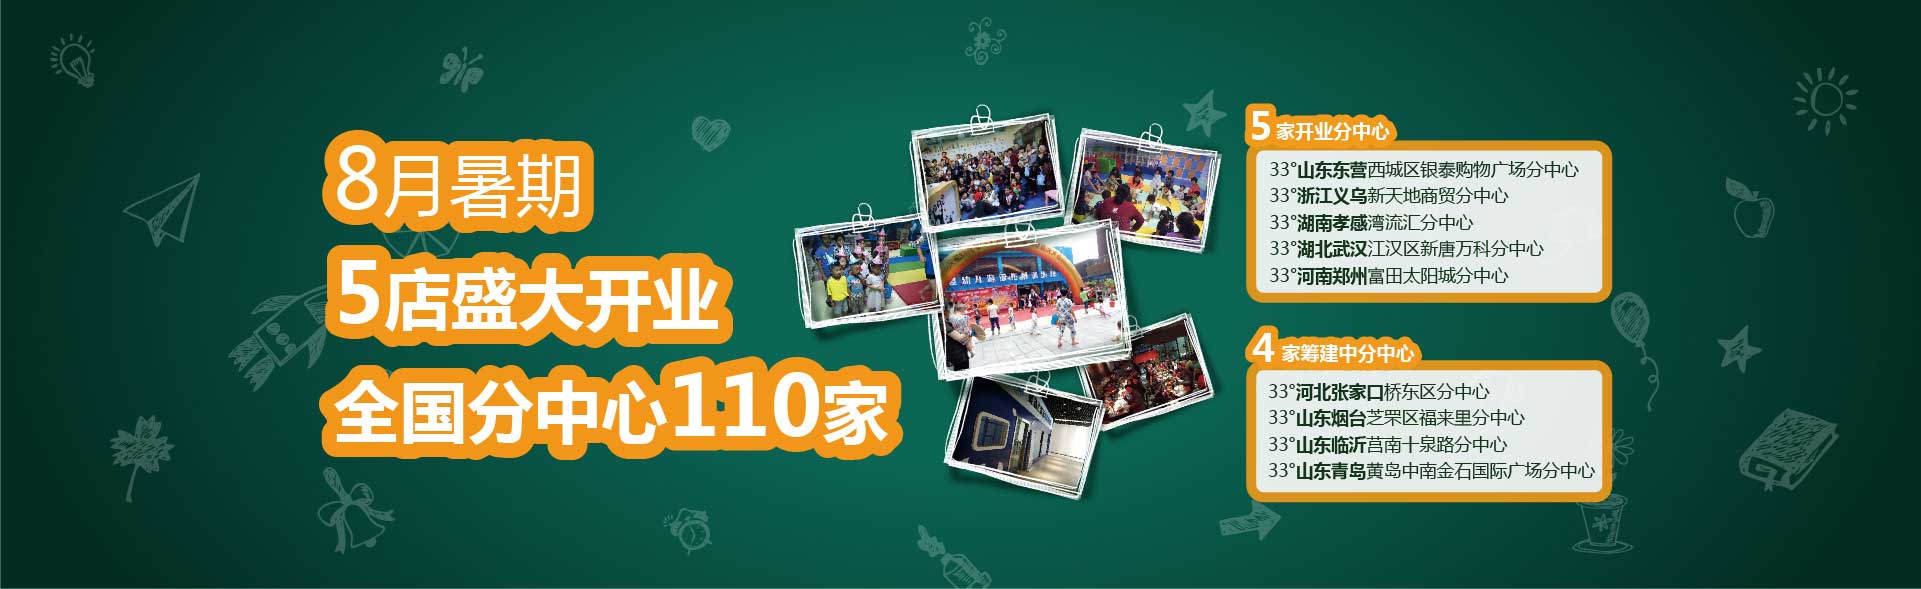 8月暑期
5店盛大开业
全国分中心110家
5家开业分中心
33°山东东营西城区银泰购物广场分中心
33°浙江义乌新天地商贸分中心
33°湖南孝感湾流汇分中心
33°湖北武汉江汉区新唐万科分中心
33°河南郑州富田太阳城分中心
4家筹建中分中心
33°河北张家口桥东区分中心
33°山东烟台芝罘区福来里分中心
33°山东临沂莒南十泉路分中心
33°山东青岛黄岛中南金石国际广场分中心